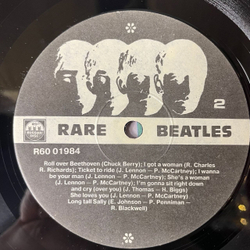 2
RARE BEATLES
R60 01984
Roll over Beethoven (Chuck Berry); I got a woman (R. Charles
R. Richards); Ticket to ride (J. Lennon — P. McCartney); I wanna
be your man (J. Lennon — P. McCartney); She's a woman
(J. Lennon — P. McCartney); I'm gonna sit right down
and cry (over you) (J. Thomas — H. Biggs)
She loves you (J. Lennon — P. McCartney);
Long tall Sally (E. Johnson — P. Penniman —
R. Blackwell)